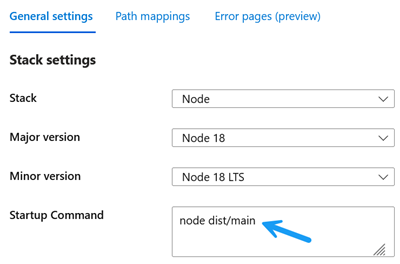 General settings Path mappings Error pages (preview)
Stack settings
Stack Node
Major version Node 18
Minor version Node 18 LTS
Startup Command node dist/main